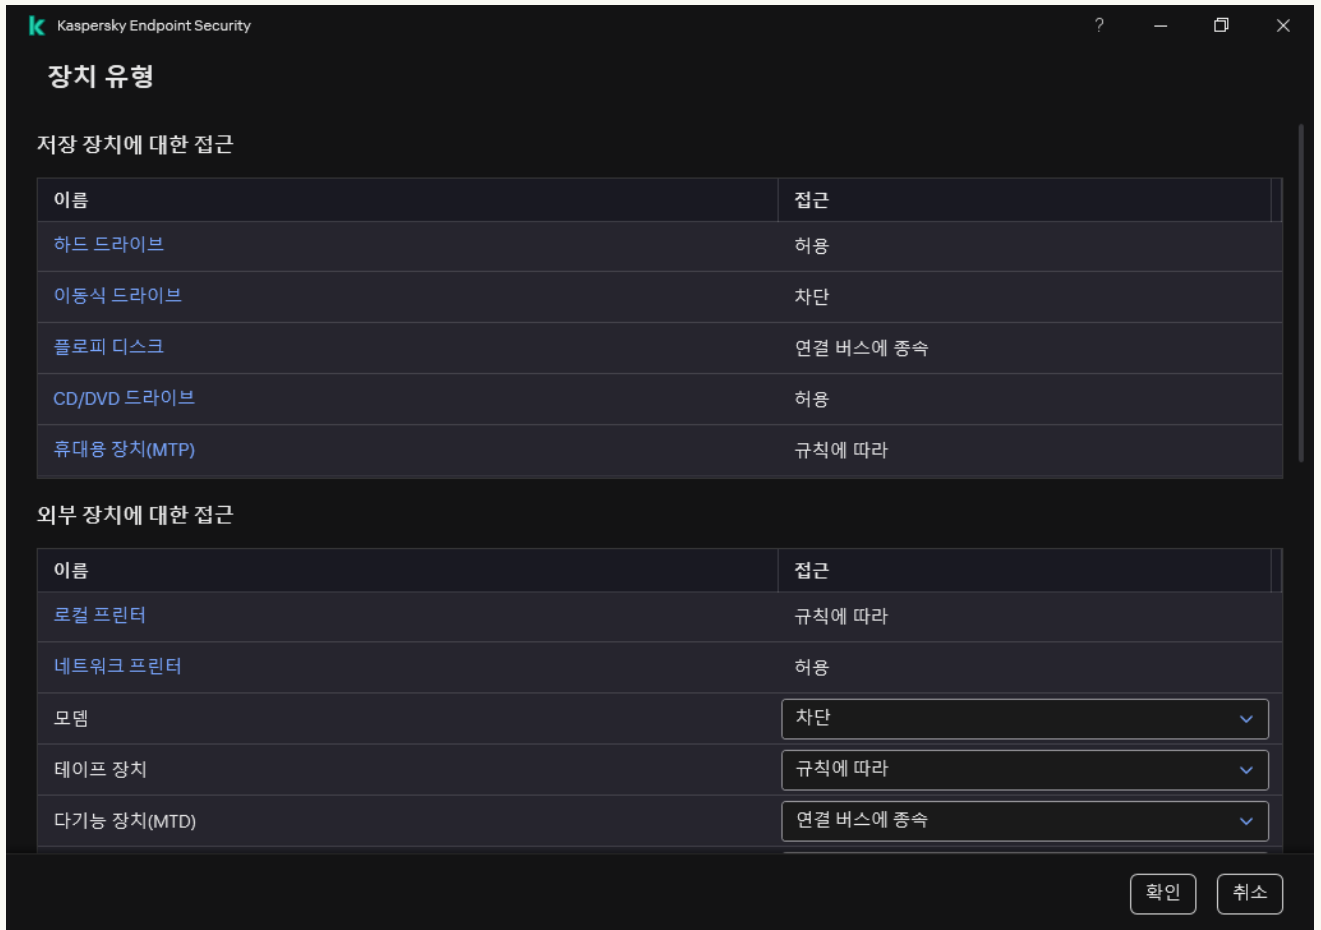 Kaspersky Endpoint Security
장치 유형
저장 장치에 대한 접근
이름 접근
하드 드라이브 허용
이동식 드라이브 차단
플로피 디스크 연결 버스에 종속
CD/DVD 드라이브 허용
휴대용 장치(MTP) 규칙에 따라
외부 장치에 대한 접근
이름 접근
로컬 프린터 규칙에 따라
네트워크 프린터 허용
모뎀 차단
테이프 장치 규칙에 따라
다기능 장치(MTD) 연결 버스에 종속
확인 취소